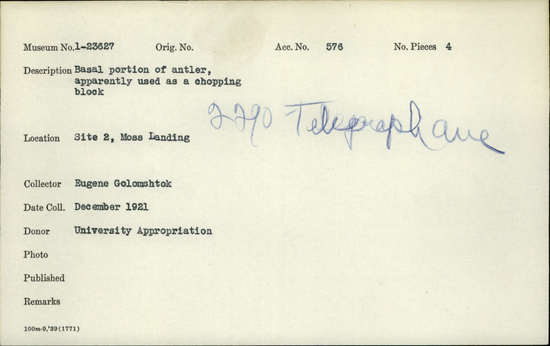 Museum No. 1-23627 Orig. No. Acc. No. 576 No. Pieces 4
Description Basal portion of antler,
apparently used as a chopping
block
2290 Telegraph ave
Location Site 2, Moss Landing
Collector Eugene Golomshtok
Date Coll. December 1921
Donor University Appropriation
Photo
Published
Remarks
100m-9,'39(1771)